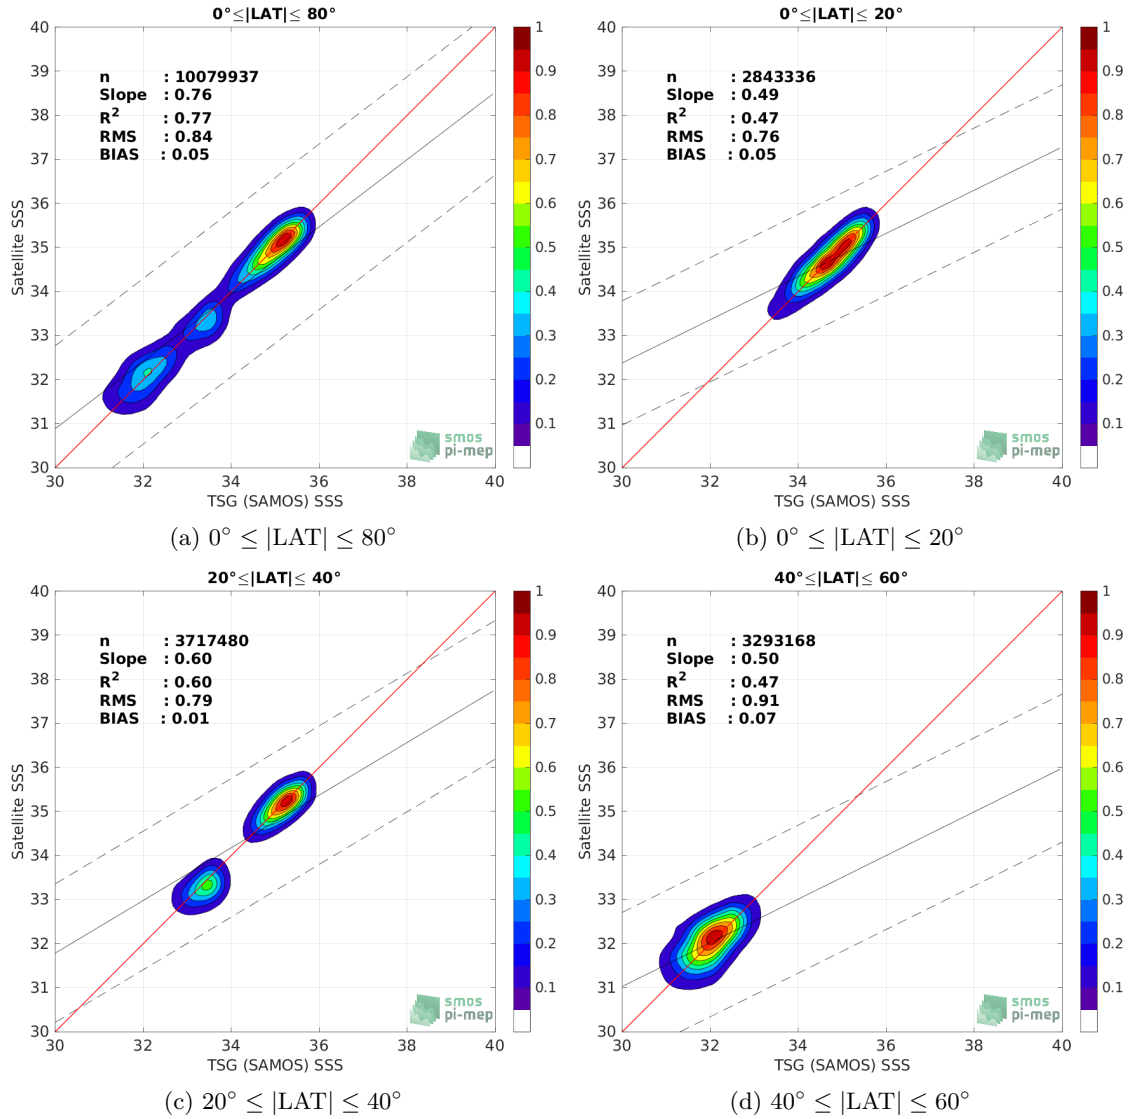 0°≤|LAT|≤ 80°
40
39
38
37
36
35
34
33
32
31
30
Satellite SSS
n : 10079937
Slope : 0.76
R² : 0.77
RMS : 0.84
BIAS : 0.05
smos
pi-mep
30 32 34 36 38 40
TSG (SAMOS) SSS
1
0.9
0.8
0.7
0.6
0.5
0.4
0.3
0.2
0.1
(a) 0° ≤ |LAT| ≤ 80°
0°≤|LAT|≤ 20°
40
39
38
37
36
35
34
33
32
31
30
Satellite SSS
n : 2843336
Slope : 0.49
R² : 0.47
RMS : 0.76
BIAS : 0.05
smos
pi-mep
30 32 34 36 38 40
TSG (SAMOS) SSS
1
0.9
0.8
0.7
0.6
0.5
0.4
0.3
0.2
0.1
(b) 0° ≤ |LAT| ≤ 20°
20°≤|LAT|≤ 40°
40
39
38
37
36
35
34
33
32
31
30
Satellite SSS
n : 3717480
Slope : 0.60
R² : 0.60
RMS : 0.79
BIAS : 0.01
smos
pi-mep
30 32 34 36 38 40
TSG (SAMOS) SSS
1
0.9
0.8
0.7
0.6
0.5
0.4
0.3
0.2
0.1
(c) 20° ≤ |LAT| ≤ 40°
40°≤|LAT|≤ 60°
40
39
38
37
36
35
34
33
32
31
30
Satellite SSS
n : 3293168
Slope : 0.50
R² : 0.47
RMS : 0.91
BIAS : 0.07
smos
pi-mep
30 32 34 36 38 40
TSG (SAMOS) SSS
1
0.9
0.8
0.7
0.6
0.5
0.4
0.3
0.2
0.1
(d) 40° ≤ |LAT| ≤ 60°